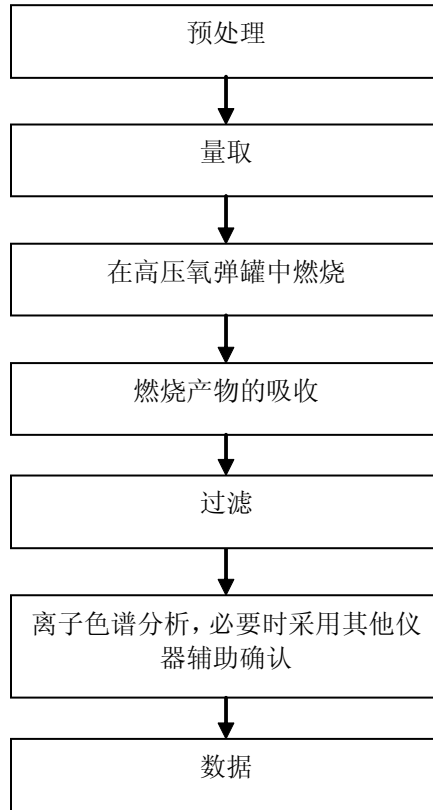 预处理
量取
在高压氧弹罐中燃烧
燃烧产物的吸收
过滤
离子色谱分析,必要时采用其他仪
器辅助确认
数据